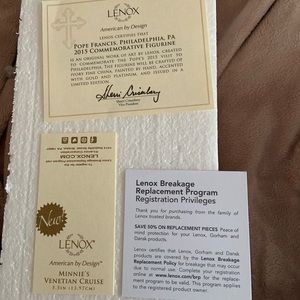 LENOX
American by Design
LENOX CERTIFIES THAT
POPE FRANCIS, PHILADELPHIA, PA
2015 COMMEMORATIVE FIGURINE
IS AN ORIGINAL WORK OF ART BY LENOX, CREATED
TO COMMEMORATE THE POPE'S 2015 VISIT TO
PHILADELPHIA. THE FIGURINE WILL BE CRAFTED OF
IVORY FINE CHINA, PAINTED BY HAND, ACCENTED
WITH GOLD AND PLATINUM, AND ISSUED IN A
LIMITED EDITION.
Vice President
LENOX.COM
New
LENOX
American by Design™
MINNIE'S
VENETIAN CRUISE
Lenox Breakage
Replacement Program
Registration Privileges
Thank you for purchasing from the family of
Lenox trusted brands.
SAVE 50% ON REPLACEMENT PIECES Peace of
mind protection for your Lenox, Gorham and
Dansk products.
Lenox certifies that Lenox, Gorham and Dansk
products are covered by the Lenox Breakage
Replacement Policy for breakage that may occur
due to normal use. Complete your registration
online at www.lenox.com/brp for the replace-
ment program to be valid. This program applies to
the registered product owner.